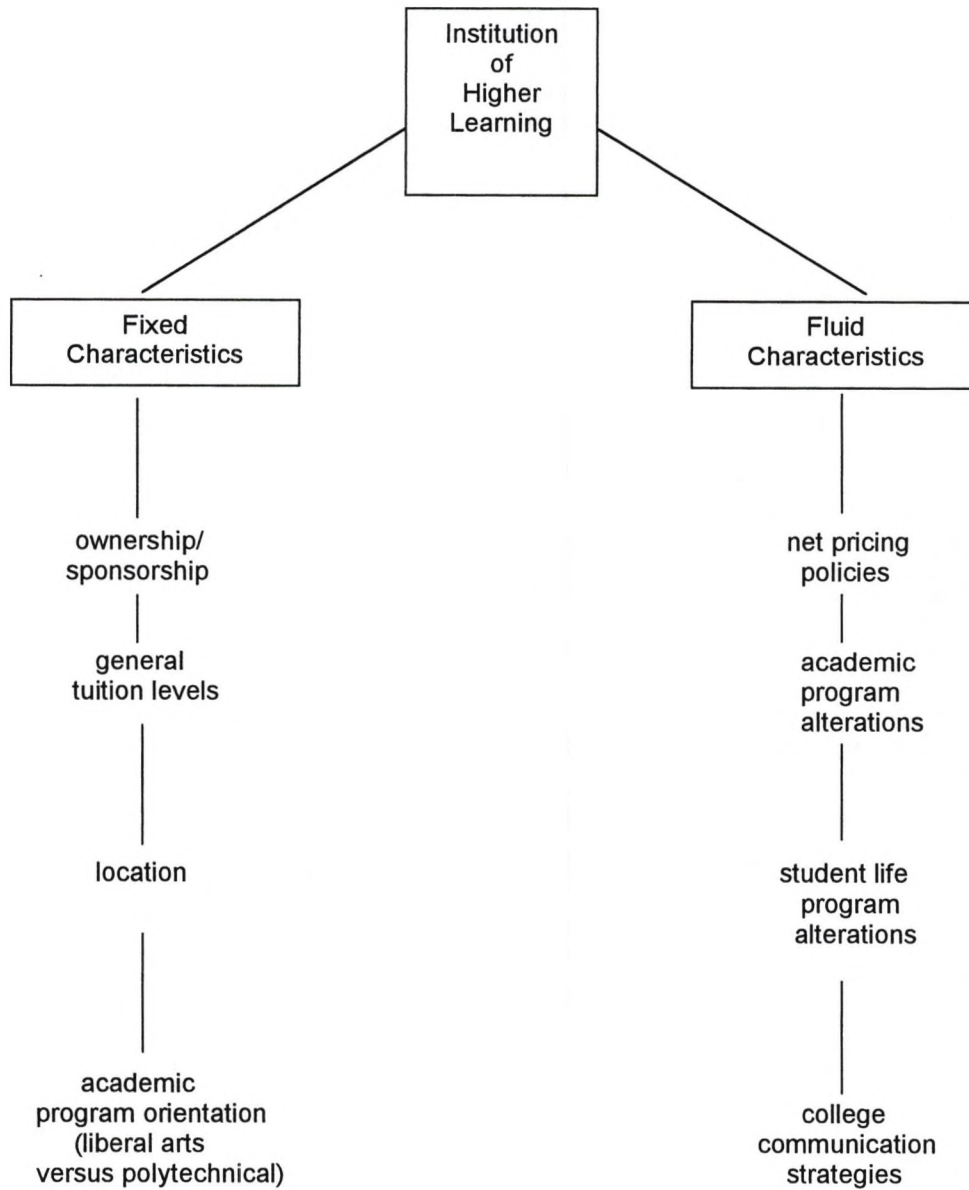 Institution
of
Higher
Learning
Fixed
Characteristics
ownership/
sponsorship
general
tuition levels
location
academic
program orientation
(liberal arts
versus polytechnical)
Fluid
Characteristics
net pricing
policies
academic
program
alterations
student life
program
alterations
college
communication
strategies